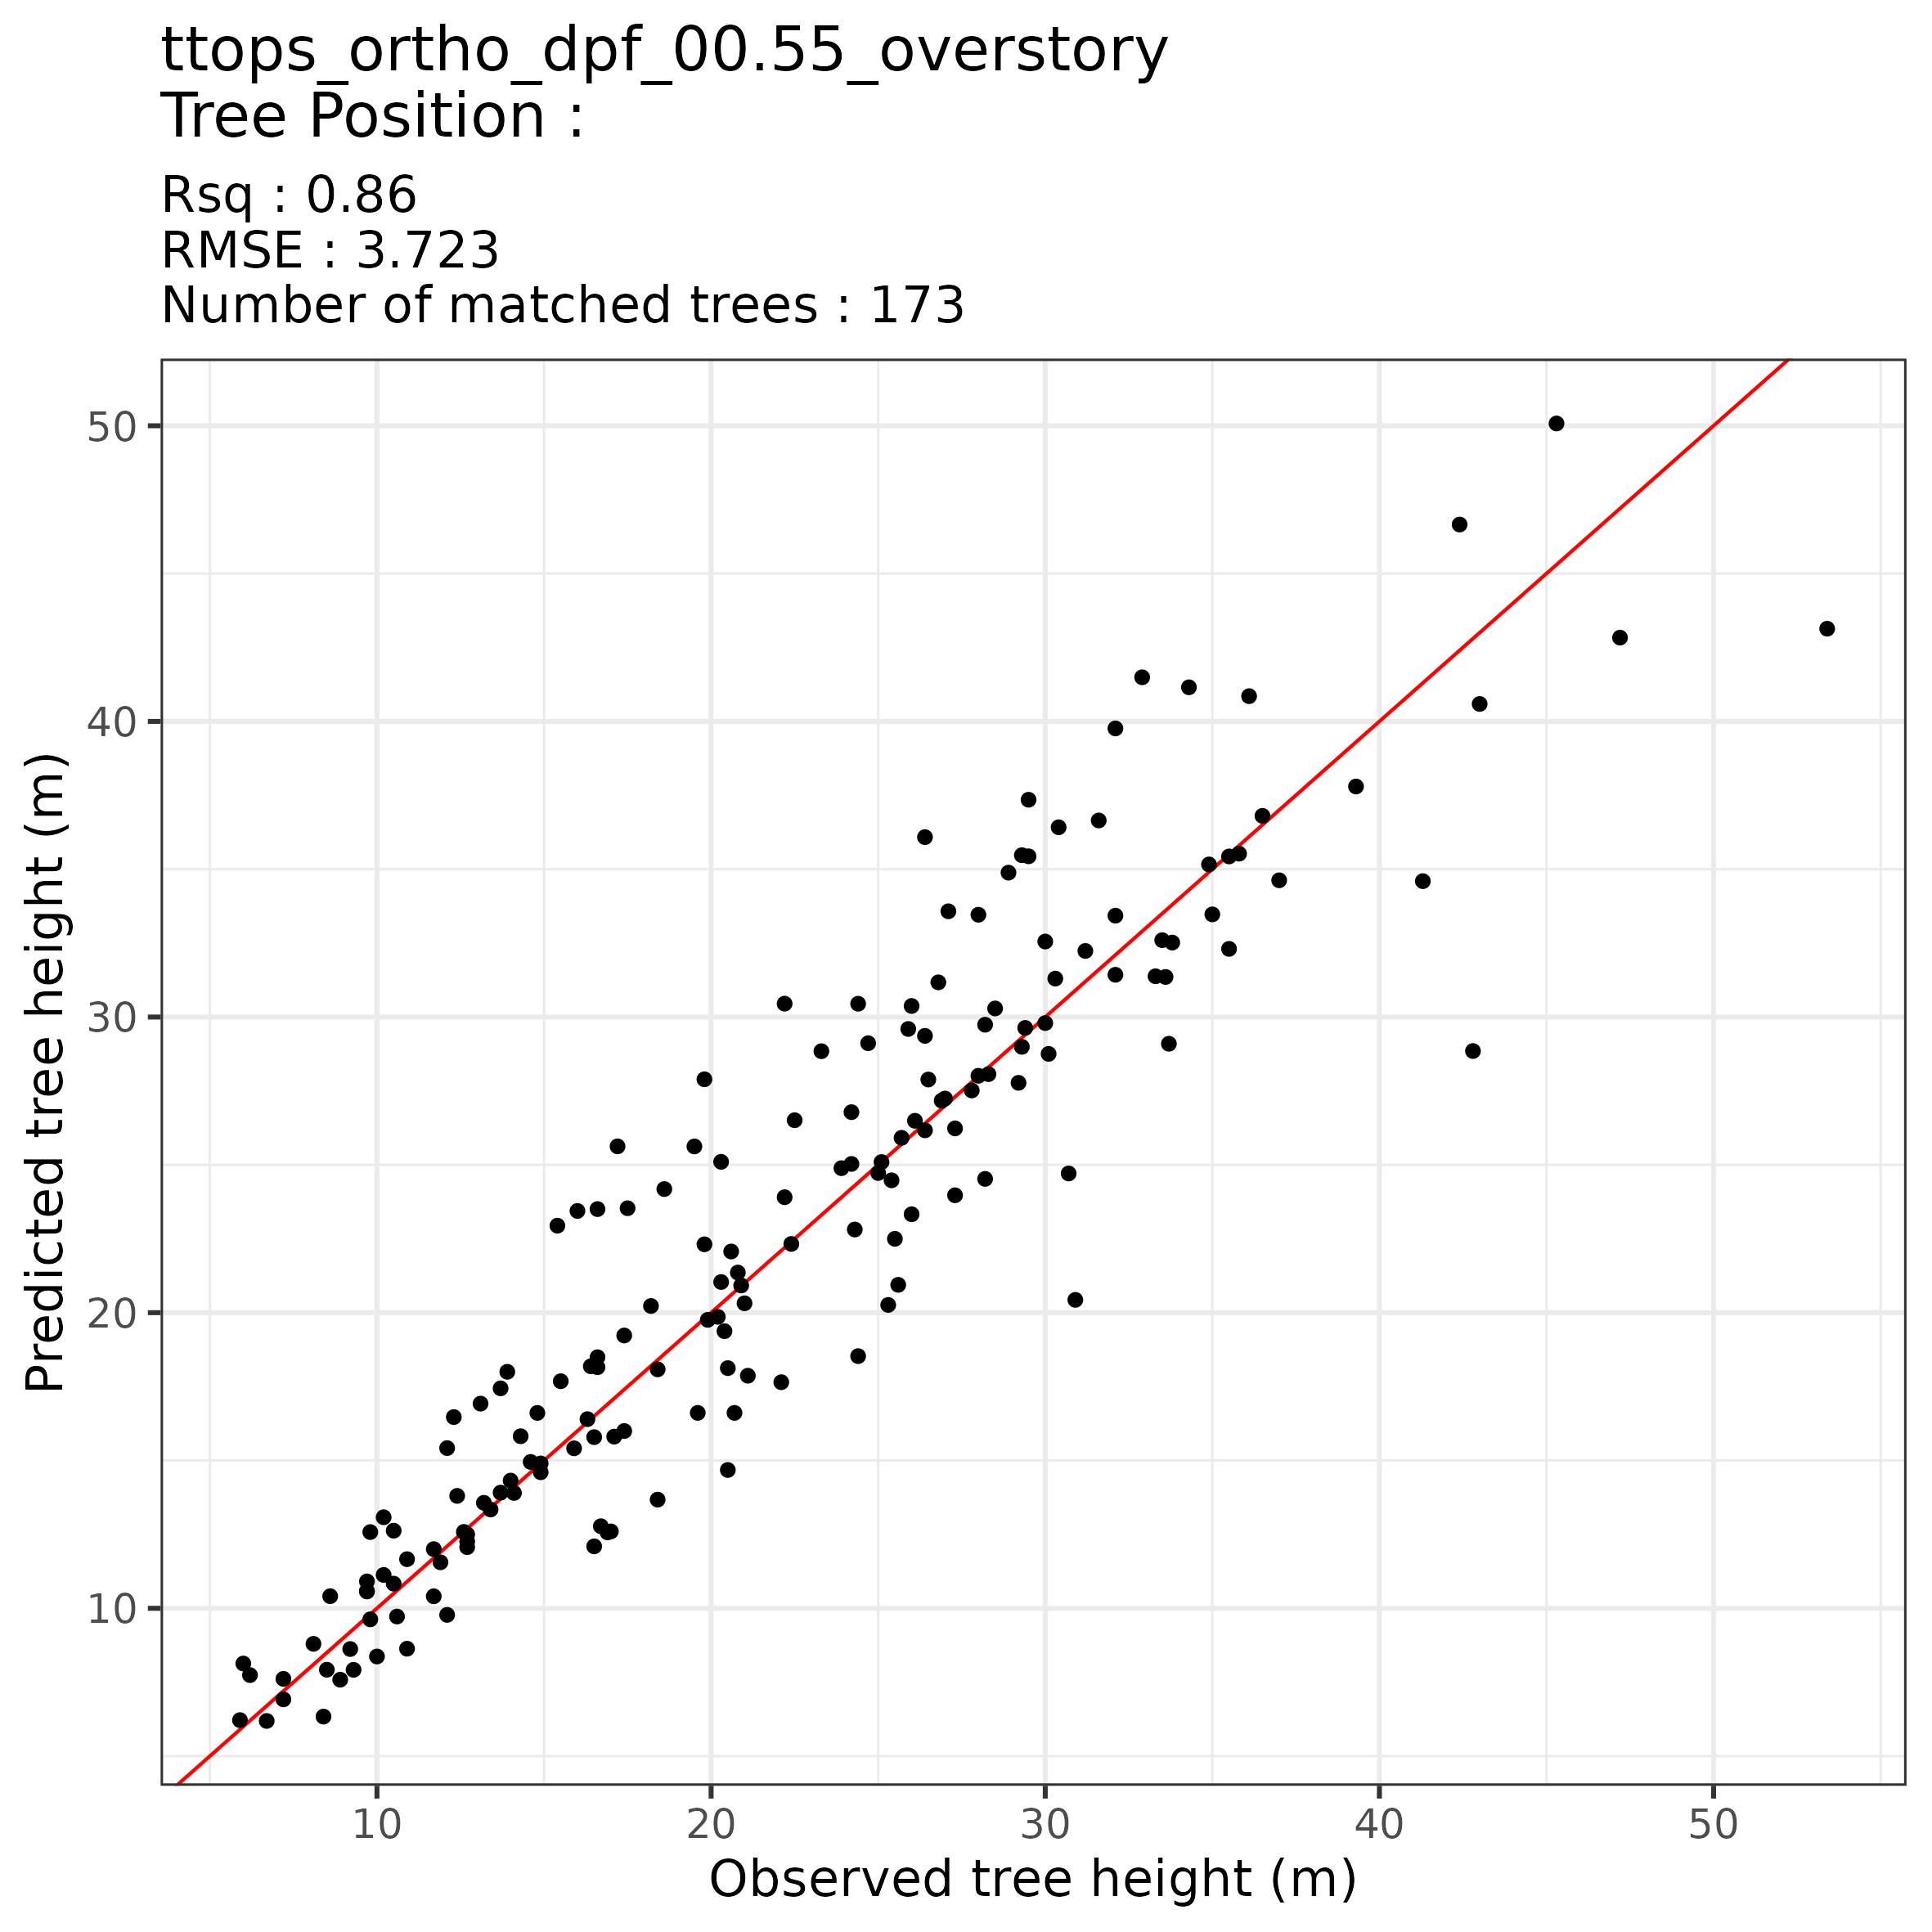 ttops_ortho_dpf_00.55_overstory
Tree Position :
Rsq : 0.86
RMSE : 3.723
Number of matched trees : 173
50
40
30
20
10
Predicted tree height (m)
10 20 30 40 50
Observed tree height (m)